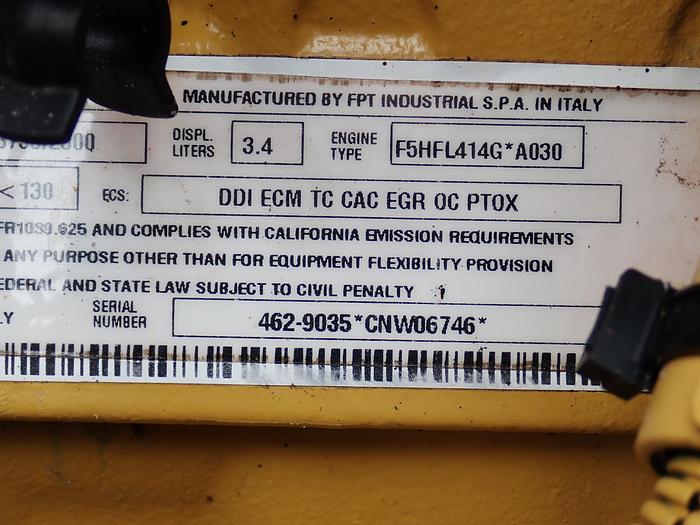 MANUFACTURED BY FPT INDUSTRIAL S.P.A. IN ITALY
DISPL. LITERS 3.4 ENGINE TYPE F5HFL414G*A030
< 130 ECS: DDI ECM TC CAC EGR OC PTOX
FR1039.625 AND COMPLIES WITH CALIFORNIA EMISSION REQUIREMENTS
ANY PURPOSE OTHER THAN FOR EQUIPMENT FLEXIBILITY PROVISION
EDERAL AND STATE LAW SUBJECT TO CIVIL PENALTY
LY SERIAL NUMBER 462-9035*CNW06746*